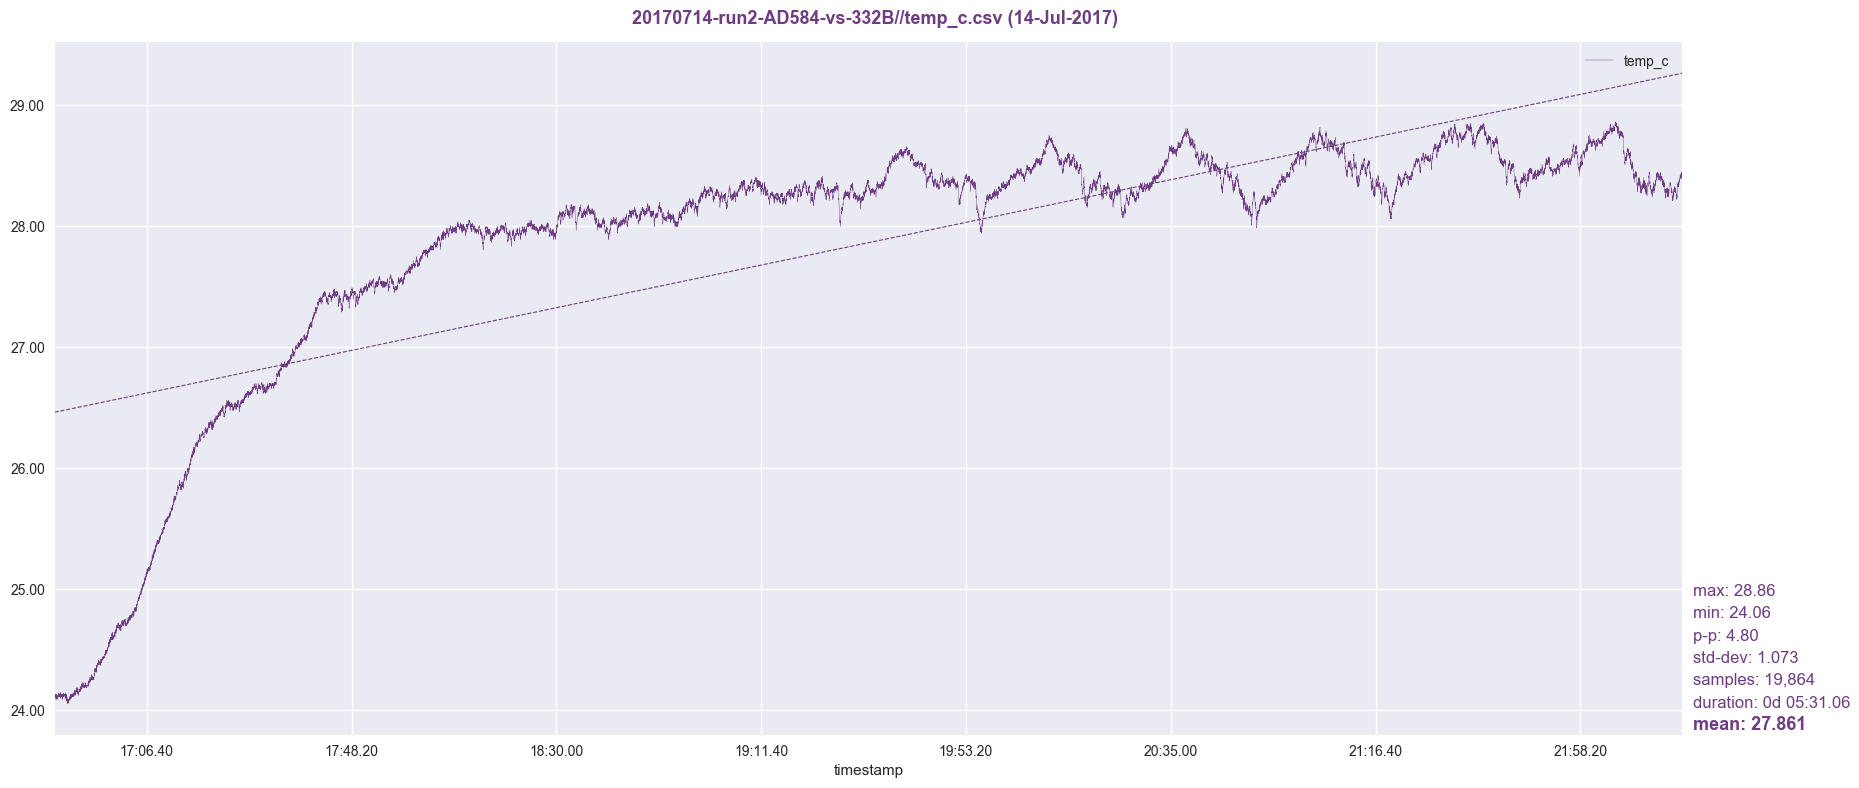 20170714-run2-AD584-vs-332B//temp_c.csv (14-Jul-2017)
temp_c
29.00
28.00
27.00
26.00
25.00
24.00
max: 28.86
min: 24.06
p-p: 4.80
std-dev: 1.073
samples: 19,864
duration: 0d 05:31.06
mean: 27.861
17:06.40 17:48.20 18:30.00 19:11.40 19:53.20 20:35.00 21:16.40 21:58.20
timestamp